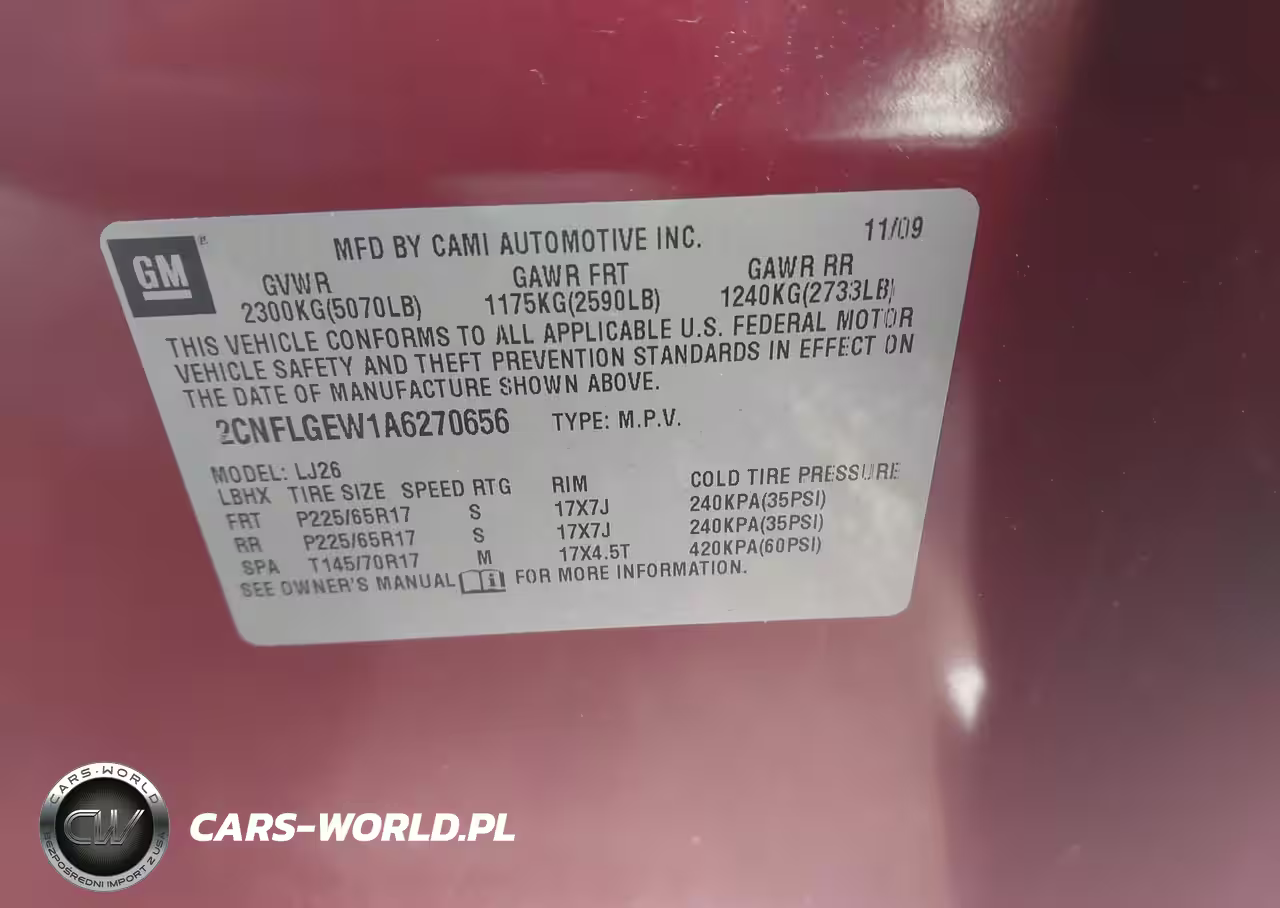 GM
MFD BY CAMI AUTOMOTIVE INC. 11/09
GVWR GAWR FRT GAWR RR
2300KG(5070LB) 1175KG(2590LB) 1240KG(2733LB)
THIS VEHICLE CONFORMS TO ALL APPLICABLE U.S. FEDERAL MOTOR
VEHICLE SAFETY AND THEFT PREVENTION STANDARDS IN EFFECT ON
THE DATE OF MANUFACTURE SHOWN ABOVE.
2CNFLGEW1A6270656 TYPE: M.P.V.
MODEL: LJ26
LBHX TIRE SIZE SPEED RTG RIM COLD TIRE PRESSURE
FRT P225/65R17 S 17X7J 240KPA(35PSI)
RR P225/65R17 S 17X7J 240KPA(35PSI)
SPA T145/70R17 M 17X4.5T 420KPA(60PSI)
SEE OWNER'S MANUAL FOR MORE INFORMATION.
CARS-WORLD
CW
BEZPOŚREDNI IMPORT Z USA
CARS-WORLD.PL